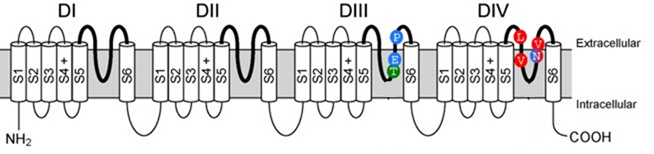 DI DII DIII DIV
P L V
Extracellular
E V N
T
S1 S2 S3 S4+ S5 S6 S1 S2 S3 S4+ S5 S6 S1 S2 S3 S4+ S5 S6 S1 S2 S3 S4+ S5 S6
Intracellular
NH2 COOH